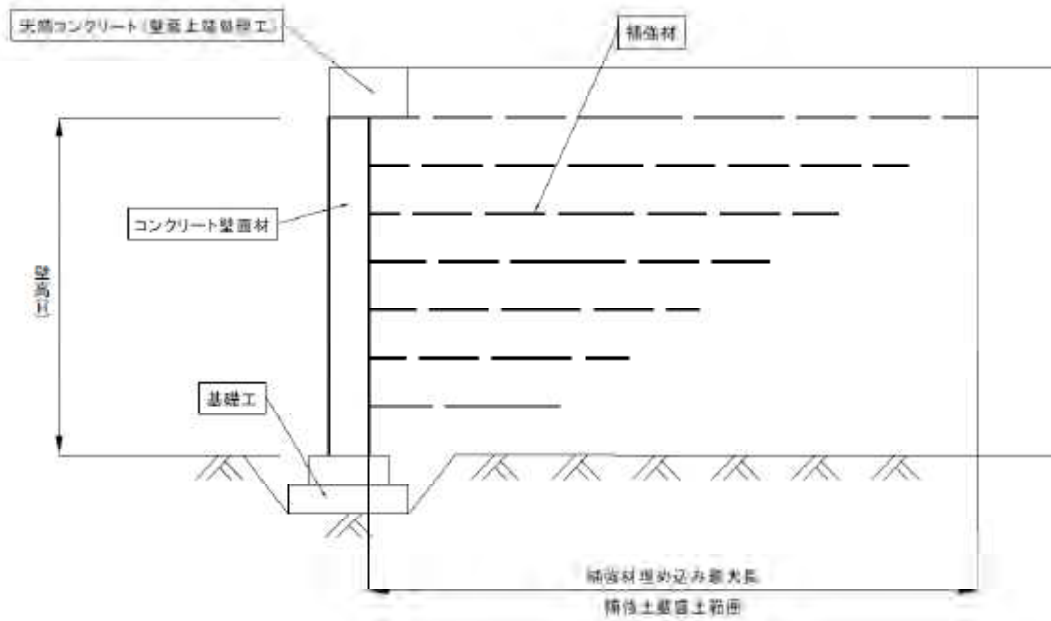 天端コンクリート(壁面上端処理工)
補強材
コンクリート壁面材
壁高(H)
基礎工
補強材埋め込み最大長
補強土壁盛土範囲